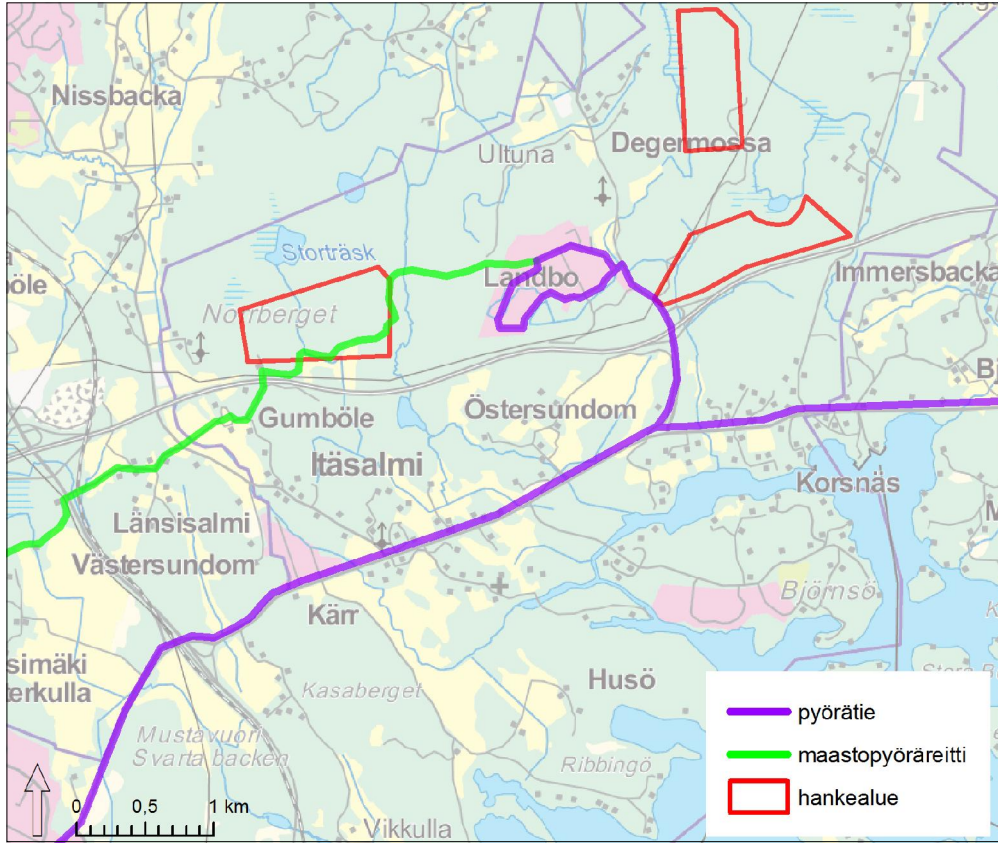 Nissbacka
Ultuna
Degermossa
Storträsk
Landbo
Immersbacka
öle
Norrberget
Gumböle
Östersundom
Itäsalmi
Korsnäs
Länsisalmi
Västersundom
Björnsö
Kärr
simäki
terkulla
Husö
Kasaberget
Mustavuori
Svarta backen
Ribbingö
Vikkulla
0 0,5 1 km
pyörätie
maastopyöräreitti
hankealue